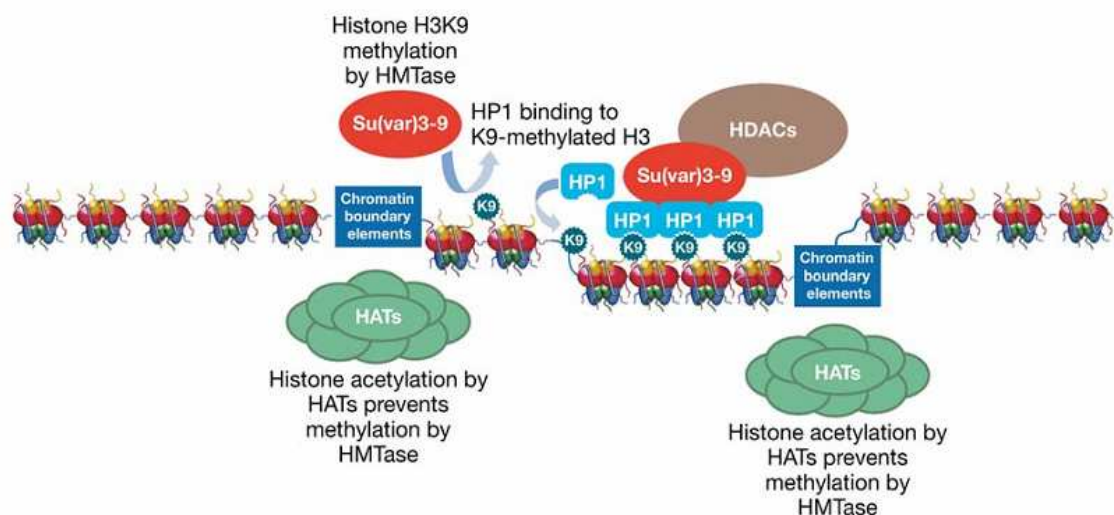 Histone H3K9
methylation
by HMTase
Su(var)3-9
HP1 binding to
K9-methylated H3
HDACs
Su(var)3-9
HP1
HP1 HP1 HP1
K9
K9
K9 K9 K9
Chromatin
boundary
elements
Chromatin
boundary
elements
HATs
Histone acetylation by
HATs prevents
methylation by
HMTase
HATs
Histone acetylation by
HATs prevents
methylation by
HMTase